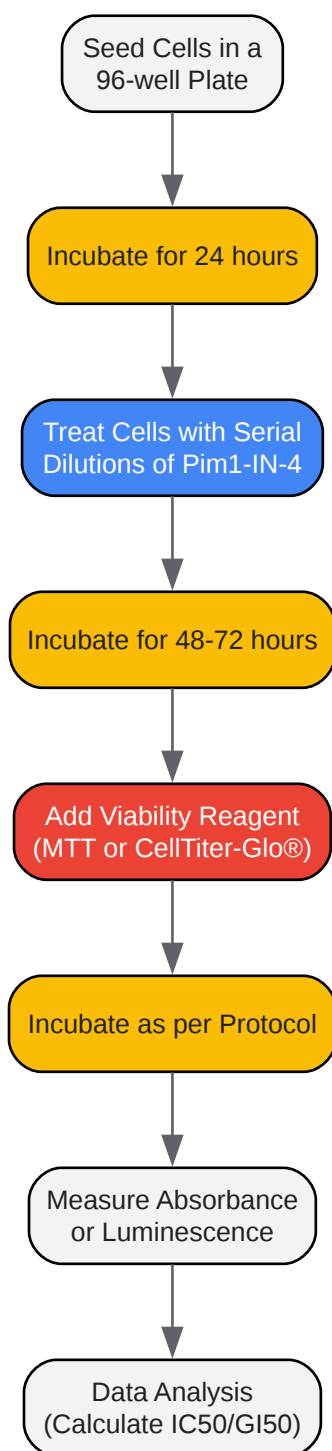 Seed Cells in a
96-well Plate
Incubate for 24 hours
Treat Cells with Serial
Dilutions of Pim1-IN-4
Incubate for 48-72 hours
Add Viability Reagent
(MTT or CellTiter-Glo®)
Incubate as per Protocol
Measure Absorbance
or Luminescence
Data Analysis
(Calculate IC50/GI50)